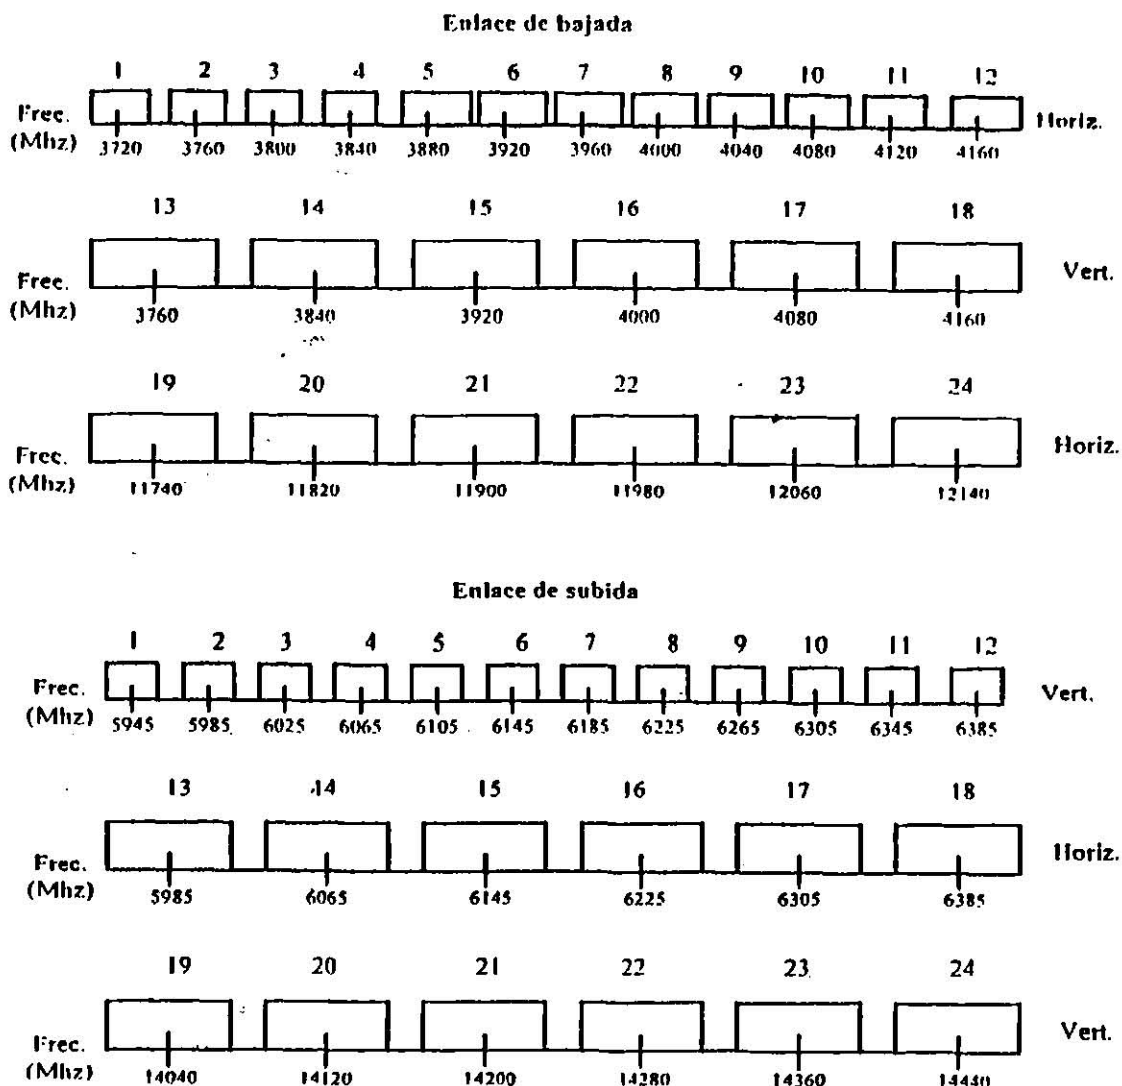 Enlace de bajada
1 2 3 4 5 6 7 8 9 10 11 12
Frec. (Mhz) Horiz.
3720 3760 3800 3840 3880 3920 3960 4000 4040 4080 4120 4160
13 14 15 16 17 18
Frec. (Mhz) Vert.
3760 3840 3920 4000 4080 4160
19 20 21 22 23 24
Frec. (Mhz) Horiz.
11740 11820 11900 11980 12060 12140
Enlace de subida
1 2 3 4 5 6 7 8 9 10 11 12
Frec. (Mhz) Vert.
5945 5985 6025 6065 6105 6145 6185 6225 6265 6305 6345 6385
13 14 15 16 17 18
Frec. (Mhz) Horiz.
5985 6065 6145 6225 6305 6385
19 20 21 22 23 24
Frec. (Mhz) Vert.
14040 14120 14200 14280 14360 14440